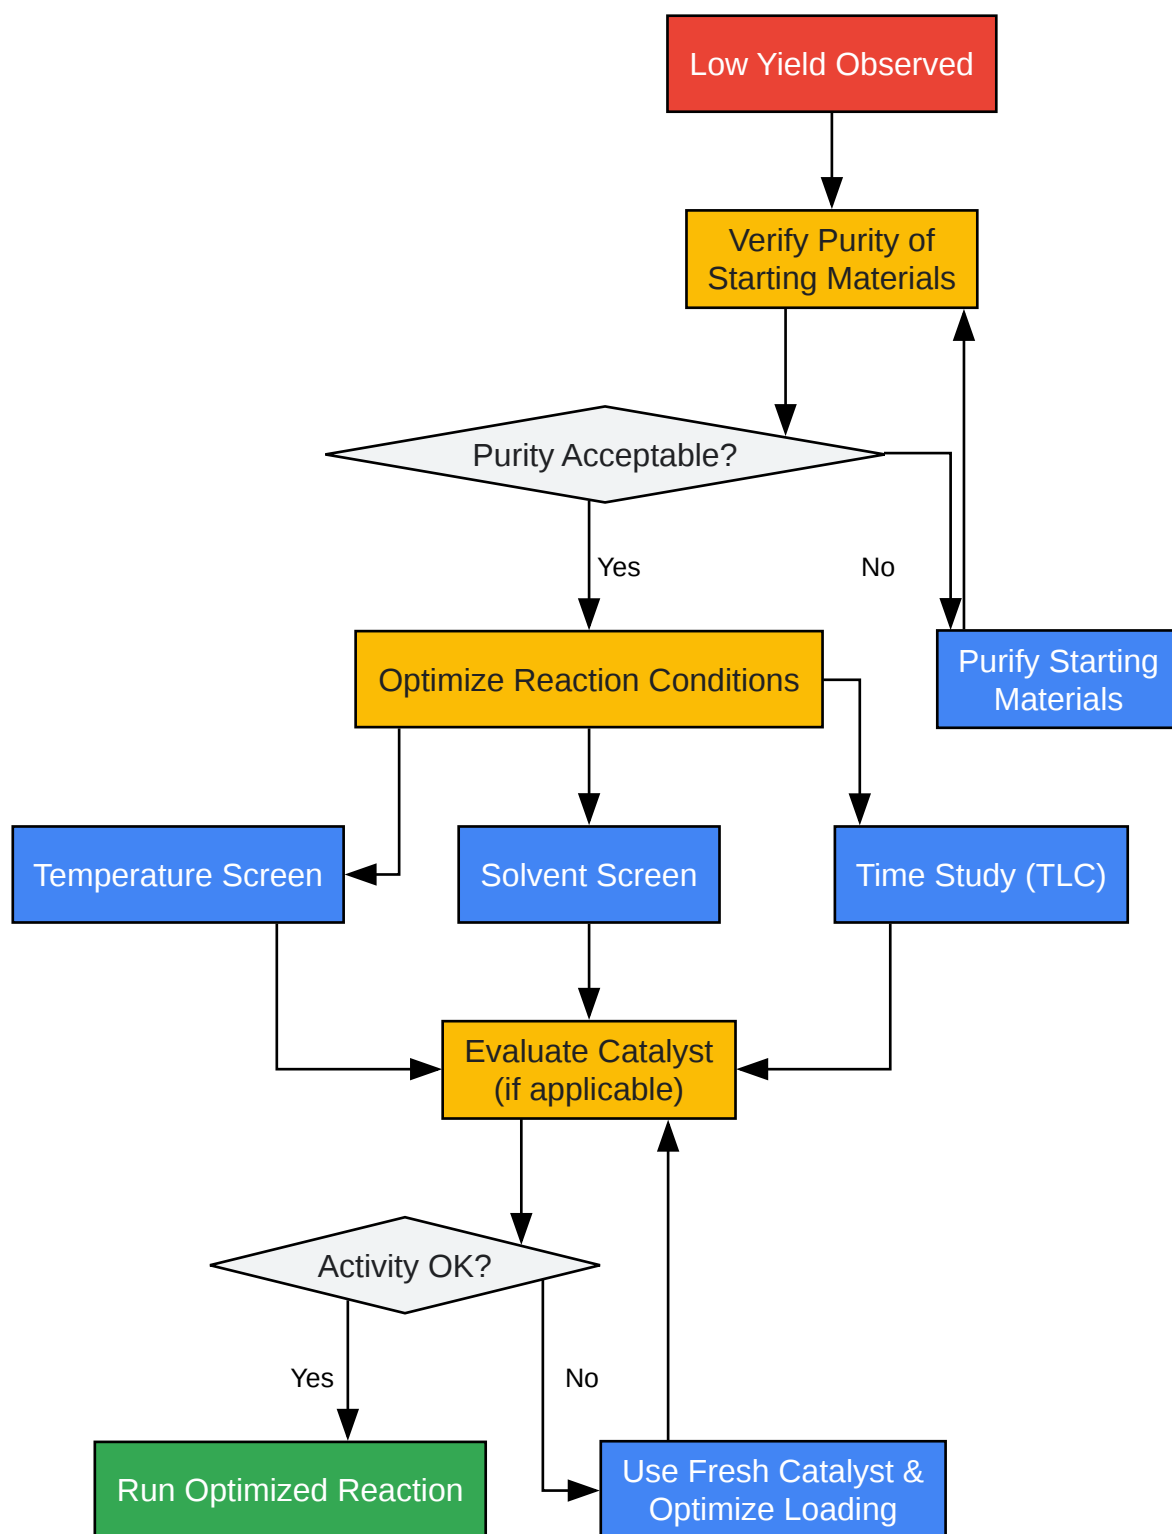 Low Yield Observed
Verify Purity of
Starting Materials
Purity Acceptable?
Yes
No
Optimize Reaction Conditions
Purify Starting
Materials
Temperature Screen
Solvent Screen
Time Study (TLC)
Evaluate Catalyst
(if applicable)
Activity OK?
Yes
No
Run Optimized Reaction
Use Fresh Catalyst &
Optimize Loading